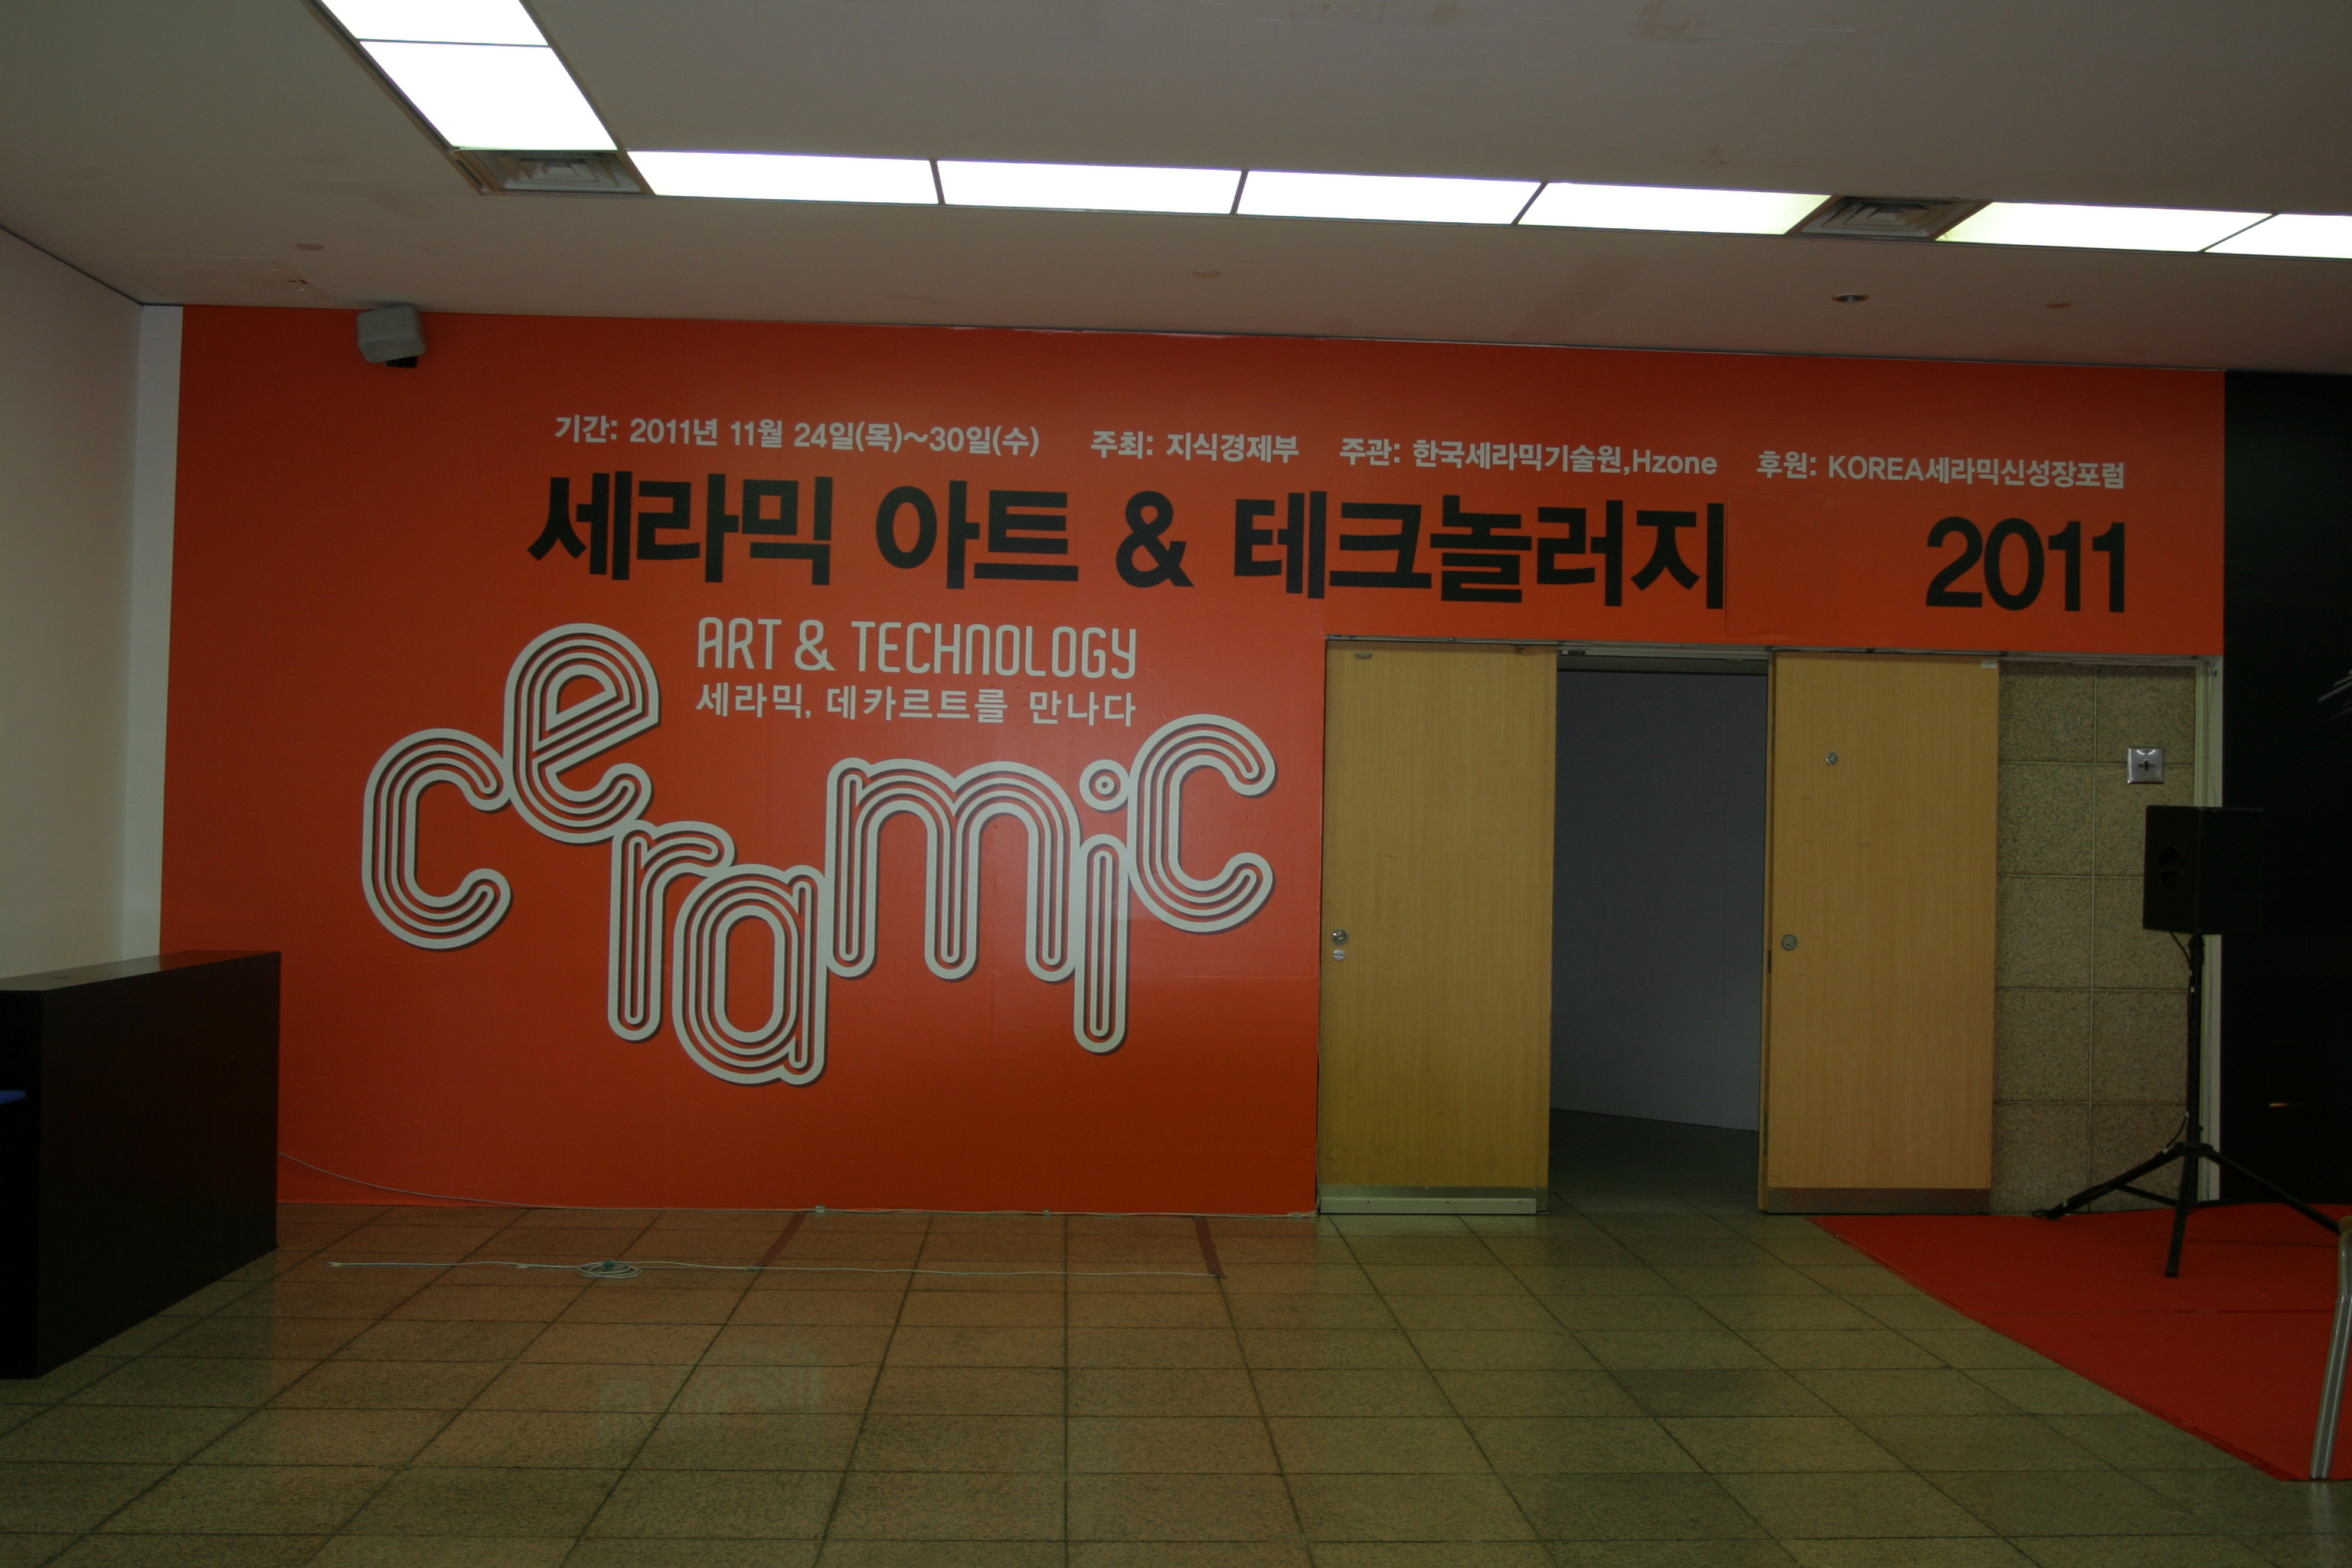 기간: 2011년 11월 24일(목)~30일(수) 주최: 지식경제부 주관: 한국세라믹기술원,Hzone 후원: KOREA세라믹신성장포럼
세라믹 아트 & 테크놀러지 2011
ART & TECHNOLOGY
세라믹, 데카르트를 만나다
ceramic